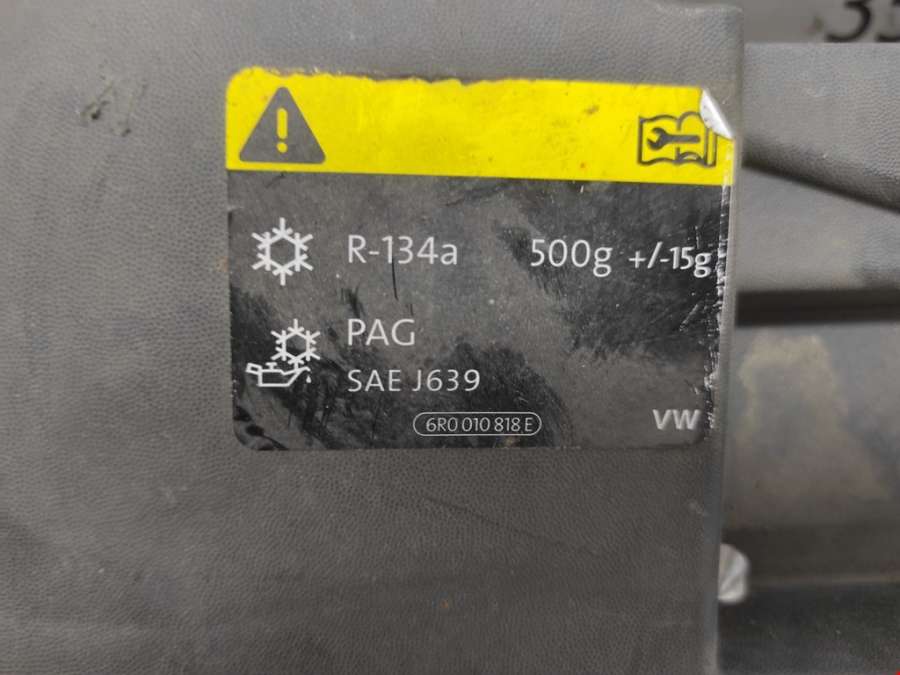 R-134a 500g +/-15g
PAG
SAE J639
6R0 010 818 E
VW